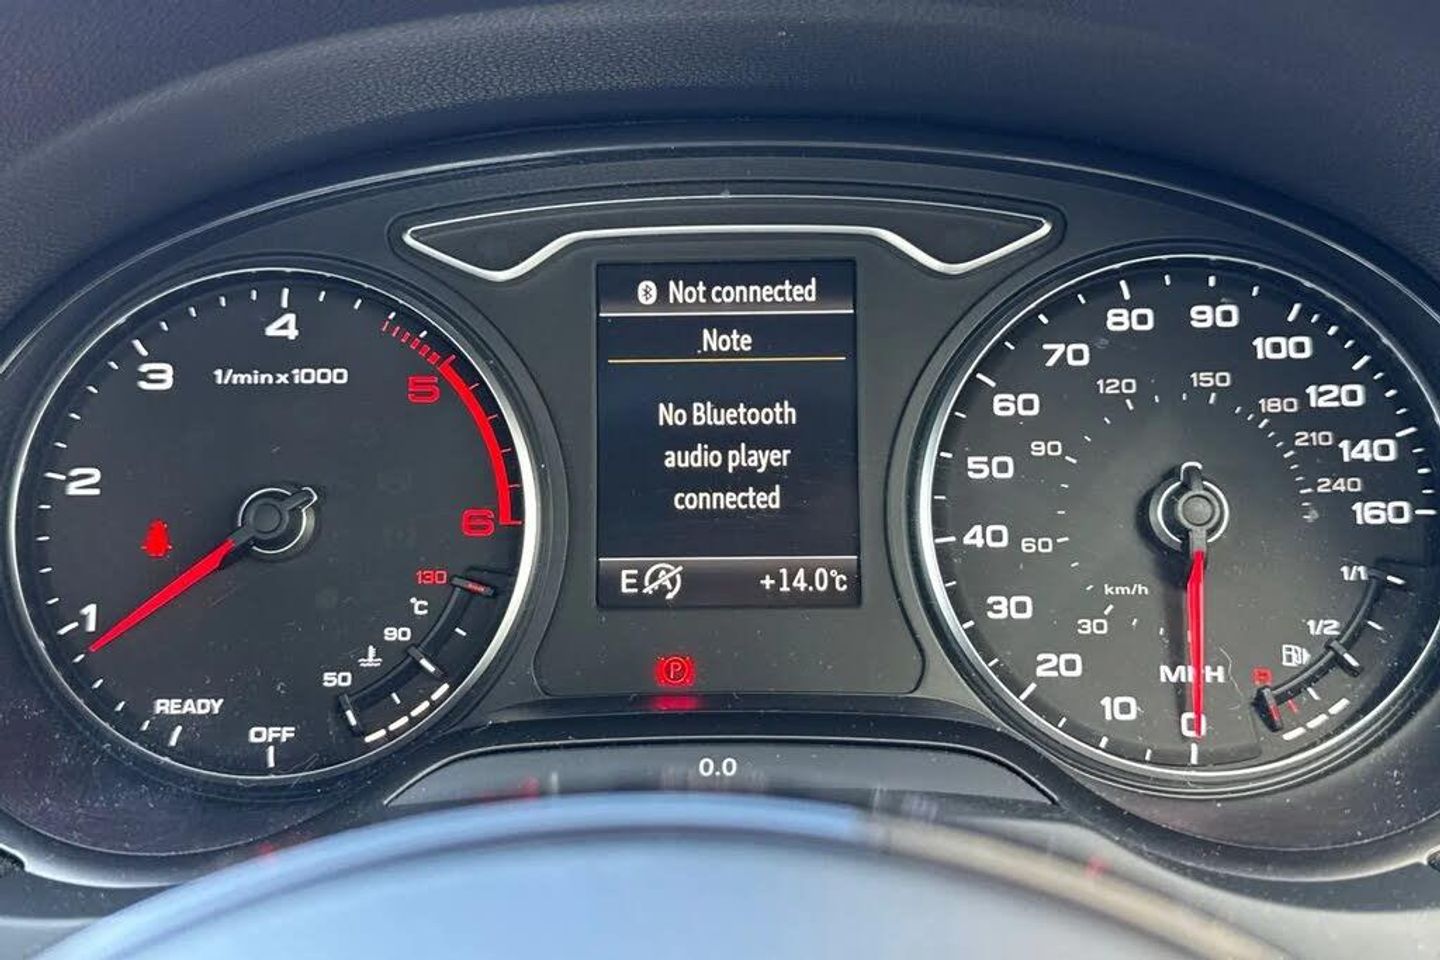 Not connected
Note
No Bluetooth
audio player
connected
E
+14.0°c
P
0.0
1/min x 1000
READY
OFF
1
2
3
4
5
6
50
90
130
°C
0
10
20
30
40
50
60
70
80
90
100
120
140
160
MPH
30
60
90
120
150
180
210
240
km/h
1/1
1/2